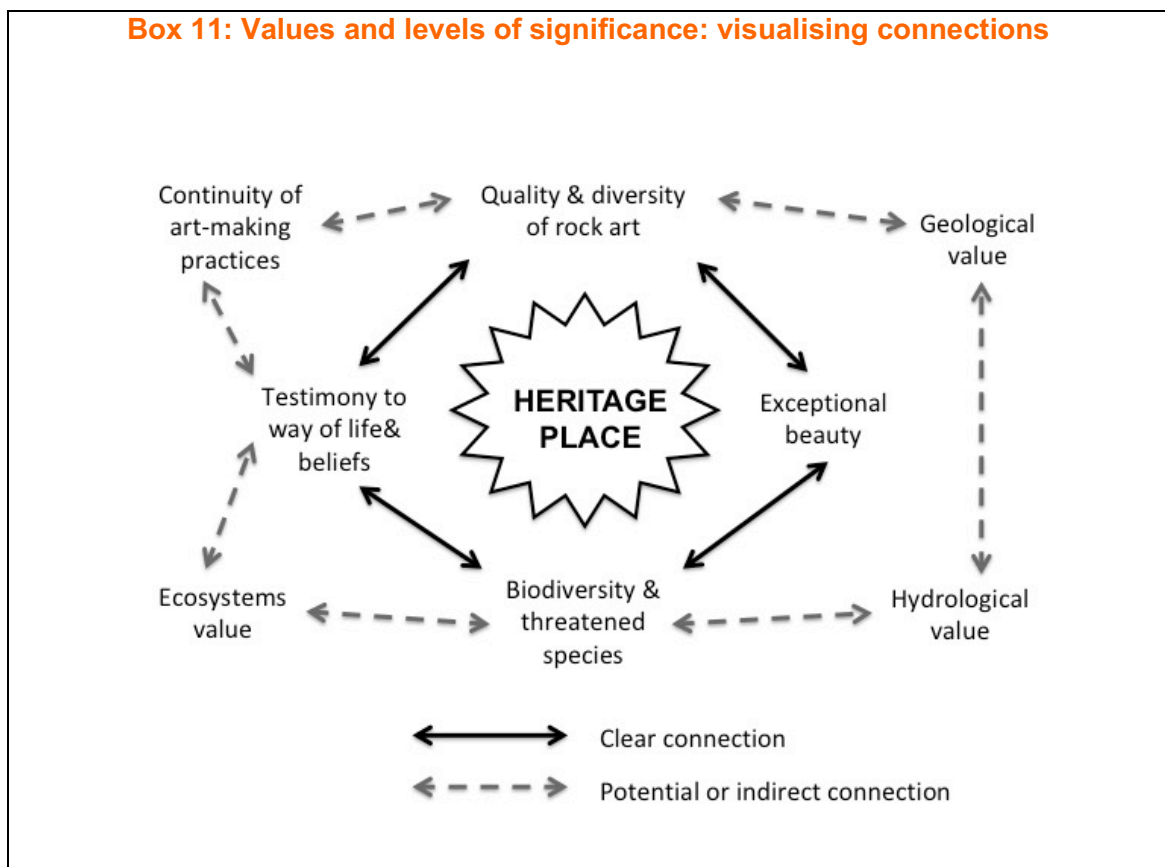 Box 11: Values and levels of significance: visualising connections
Continuity of
art-making
practices
Quality & diversity
of rock art
Geological
value
Testimony to
way of life&
beliefs
HERITAGE
PLACE
Exceptional
beauty
Ecosystems
value
Biodiversity &
threatened
species
Hydrological
value
Clear connection
Potential or indirect connection